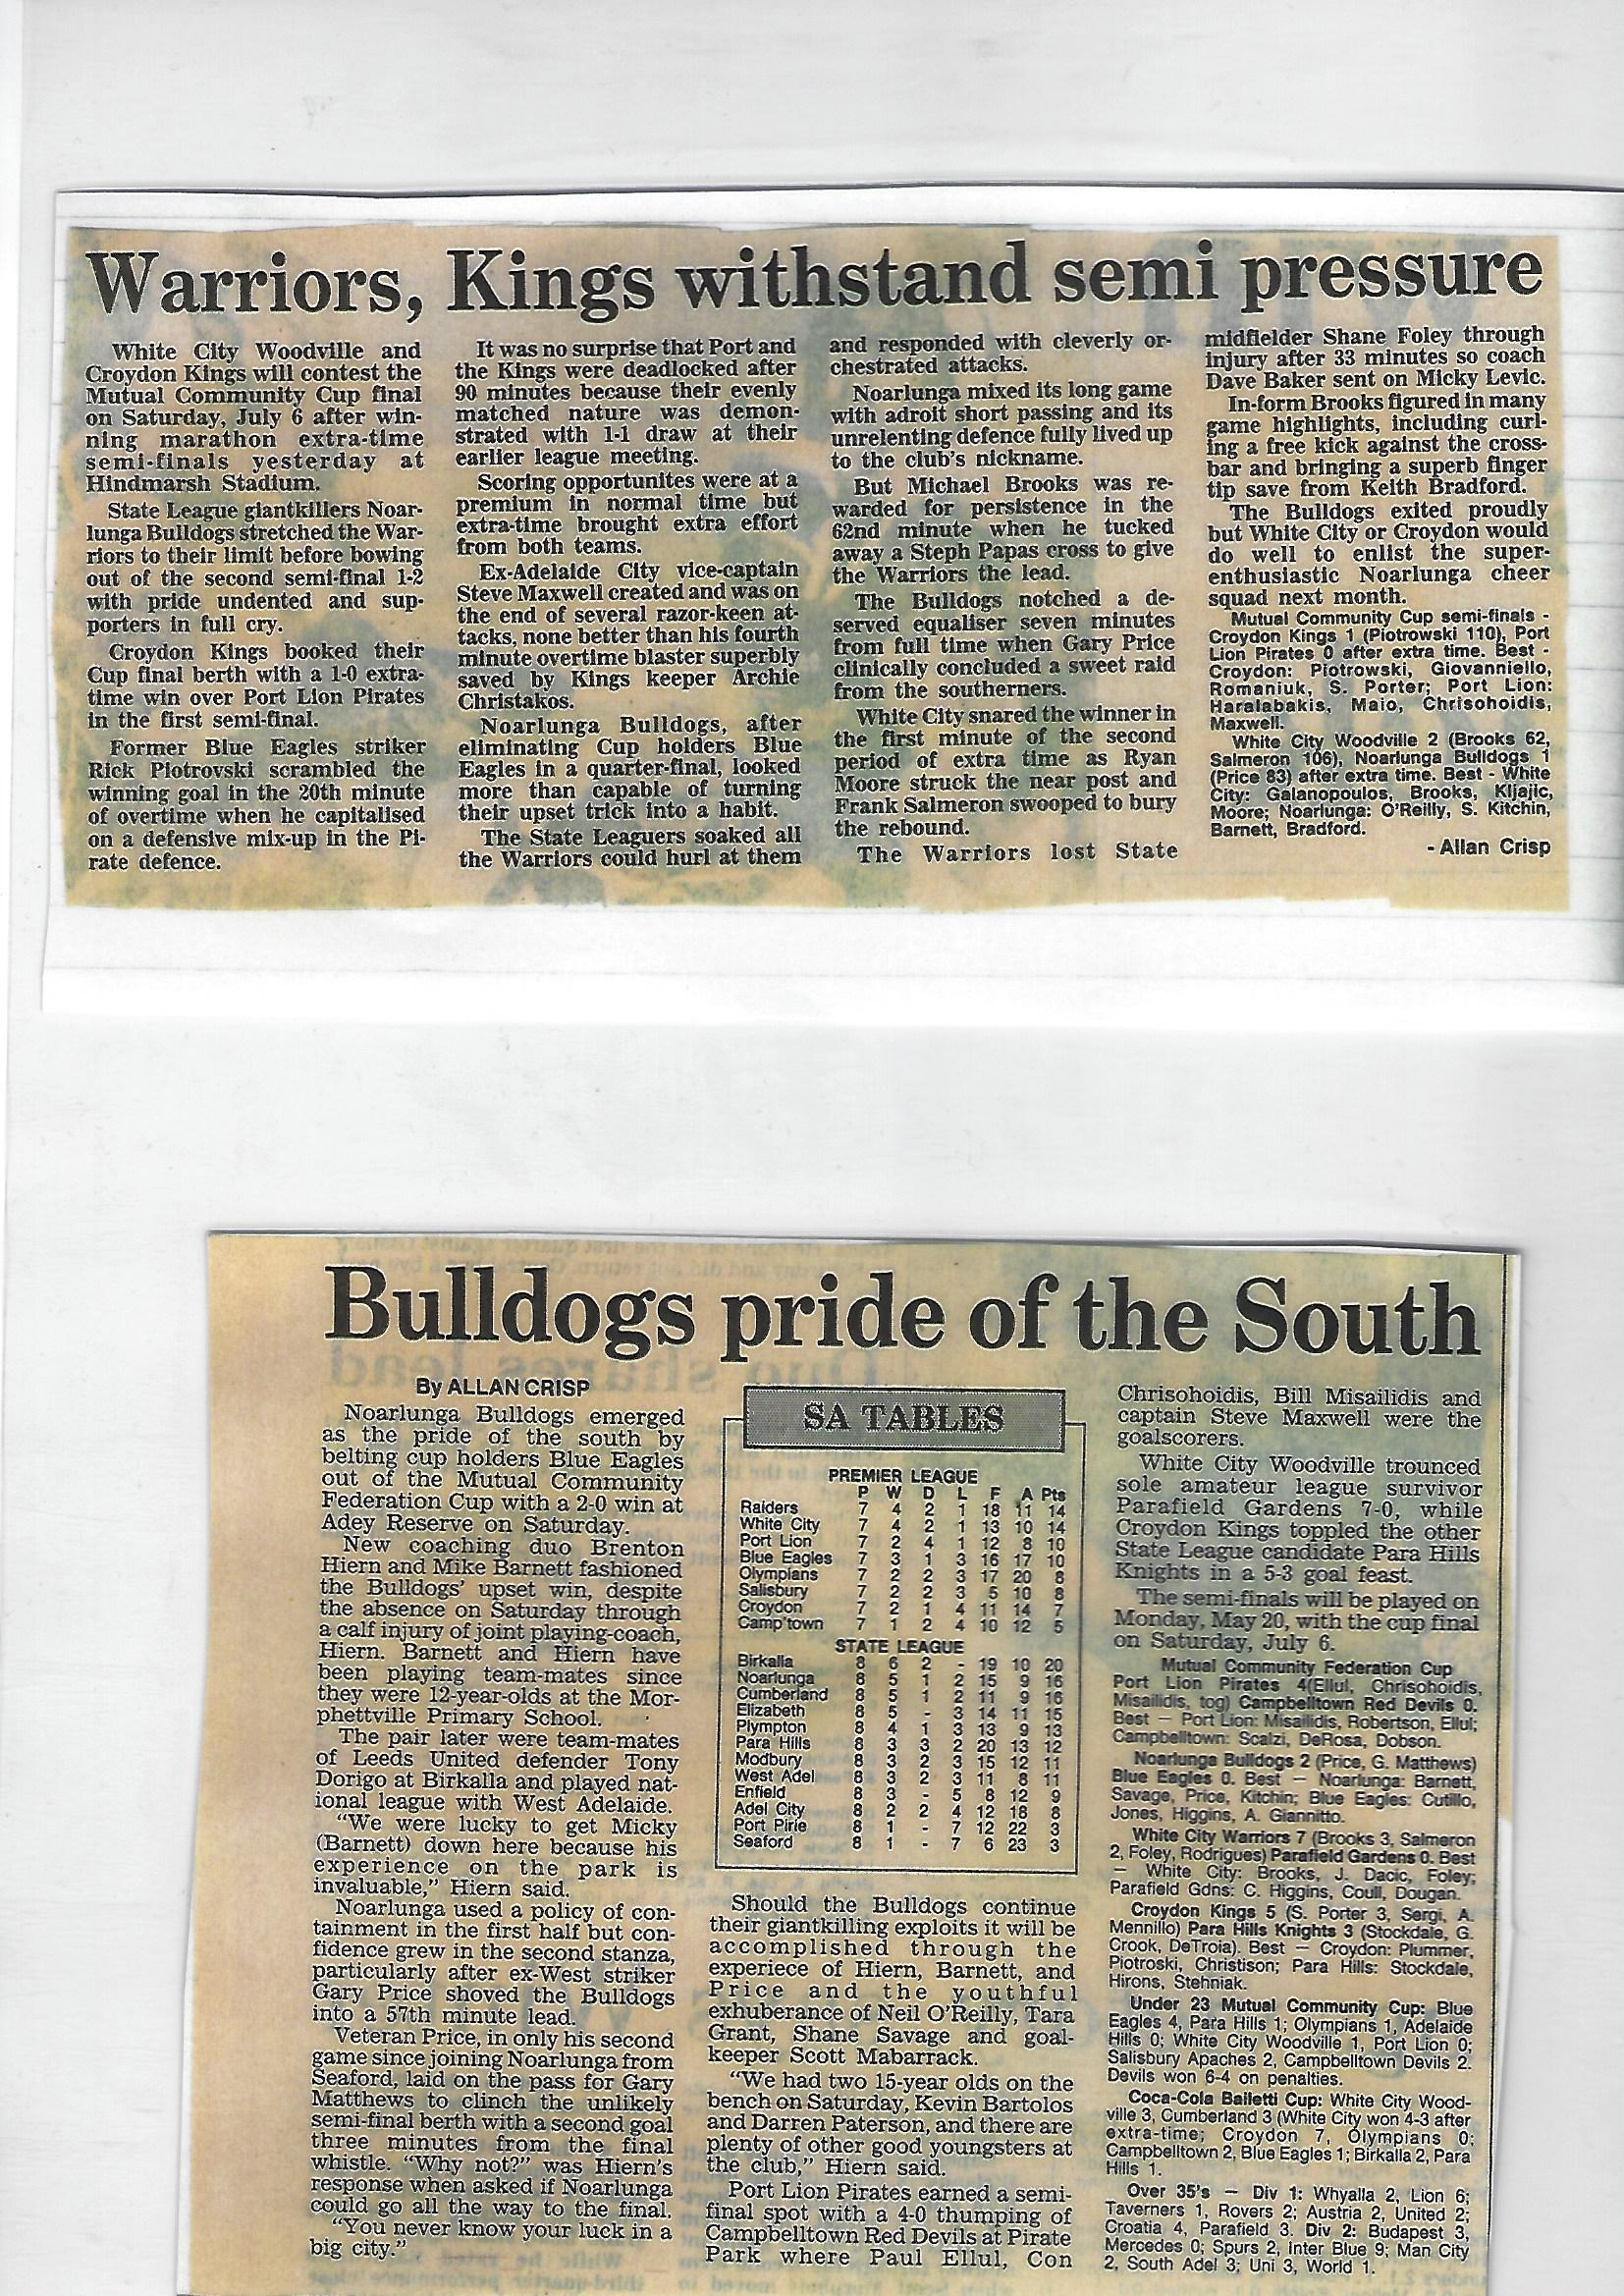 Warriors, Kings withstand semi pressure
White City Woodville and
Croydon Kings will contest the
Mutual Community Cup final
on Saturday, July 6 after win-
ning marathon extra-time
semi-finals yesterday at
Hindmarsh Stadium.
State League giantkillers Noar-
lunga Bulldogs stretched the War-
riors to their limit before bowing
out of the second semi-final 1-2
with pride undented and sup-
porters in full cry.
Croydon Kings booked their
Cup final berth with a 1-0 extra-
time win over Port Lion Pirates
in the first semi-final.
Former Blue Eagles striker
Rick Piotrovski scrambled the
winning goal in the 20th minute
of overtime when he capitalised
on a defensive mix-up in the Pi-
rate defence.
It was no surprise that Port and
the Kings were deadlocked after
90 minutes because their evenly
matched nature was demon-
strated with 1-1 draw at their
earlier league meeting.
Scoring opportunites were at a
premium in normal time but
extra-time brought extra effort
from both teams.
Ex-Adelaide City vice-captain
Steve Maxwell created and was on
the end of several razor-keen at-
tacks, none better than his fourth
minute overtime blaster superbly
saved by Kings keeper Archie
Christakos.
Noarlunga Bulldogs, after
eliminating Cup holders Blue
Eagles in a quarter-final, looked
more than capable of turning
their upset trick into a habit.
The State Leaguers soaked all
the Warriors could hurl at them
and responded with cleverly or-
chestrated attacks.
Noarlunga mixed its long game
with adroit short passing and its
unrelenting defence fully lived up
to the club's nickname.
But Michael Brooks was re-
warded for persistence in the
62nd minute when he tucked
away a Steph Papas cross to give
the Warriors the lead.
The Bulldogs notched a de-
served equaliser seven minutes
from full time when Gary Price
clinically concluded a sweet raid
from the southerners.
White City snared the winner in
the first minute of the second
period of extra time as Ryan
Moore struck the near post and
Frank Salmeron swooped to bury
the rebound.
The Warriors lost State
midfielder Shane Foley through
injury after 33 minutes so coach
Dave Baker sent on Micky Levic.
In-form Brooks figured in many
game highlights, including curl-
ing a free kick against the cross-
bar and bringing a superb finger
tip save from Keith Bradford.
The Bulldogs exited proudly
but White City or Croydon would
do well to enlist the super-
enthusiastic Noarlunga cheer
squad next month.
Mutual Community Cup semi-finals -
Croydon Kings 1 (Piotrowski 110), Port
Lion Pirates 0 after extra time. Best -
Croydon: Piotrowski, Giovanniello,
Romaniuk, S. Porter; Port Lion:
Haralabakis, Maio, Chrisohoidis,
Maxwell.
White City Woodville 2 (Brooks 62,
Salmeron 106), Noarlunga Bulldogs 1
(Price 83) after extra time. Best - White
City: Galanopoulos, Brooks, Kljajic,
Moore; Noarlunga: O'Reilly, S. Kitchin,
Barnett, Bradford.
- Allan Crisp
Bulldogs pride of the South
By ALLAN CRISP
Noarlunga Bulldogs emerged
as the pride of the south by
belting cup holders Blue Eagles
out of the Mutual Community
Federation Cup with a 2-0 win at
Adey Reserve on Saturday.
New coaching duo Brenton
Hiern and Mike Barnett fashioned
the Bulldogs' upset win, despite
the absence on Saturday through
a calf injury of joint playing-coach,
Hiern. Barnett and Hiern have
been playing team-mates since
they were 12-year-olds at the Mor-
phettville Primary School.
The pair later were team-mates
of Leeds United defender Tony
Dorigo at Birkalla and played nat-
ional league with West Adelaide.
"We were lucky to get Micky
(Barnett) down here because his
experience on the park is
invaluable," Hiern said.
Noarlunga used a policy of con-
tainment in the first half but con-
fidence grew in the second stanza,
particularly after ex-West striker
Gary Price shoved the Bulldogs
into a 57th minute lead.
Veteran Price, in only his second
game since joining Noarlunga from
Seaford, laid on the pass for Gary
Matthews to clinch the unlikely
semi-final berth with a second goal
three minutes from the final
whistle. "Why not?" was Hiern's
response when asked if Noarlunga
could go all the way to the final.
"You never know your luck in a
big city."
SA TABLES
PREMIER LEAGUE
P W D L F A Pts
Raiders 7 4 2 1 18 11 14
White City 7 4 2 1 13 10 14
Port Lion 7 2 4 1 12 8 10
Blue Eagles 7 3 1 3 16 17 10
Olympians 7 2 2 3 17 20 8
Salisbury 7 2 2 3 5 10 8
Croydon 7 2 1 4 11 14 7
Camp'town 7 1 2 4 10 12 5
STATE LEAGUE
Birkalla 8 6 2 - 19 10 20
Noarlunga 8 5 1 2 15 9 16
Cumberland 8 5 1 2 11 9 16
Elizabeth 8 5 - 3 14 11 15
Plympton 8 4 1 3 13 9 13
Para Hills 8 3 3 2 20 13 12
Modbury 8 3 2 3 15 12 11
West Adel 8 3 2 3 11 8 11
Enfield 8 3 - 5 8 12 9
Adel City 8 2 2 4 12 18 8
Port Pirie 8 1 - 7 12 22 3
Seaford 8 1 - 7 6 23 3
Should the Bulldogs continue
their giantkilling exploits it will be
accomplished through the
experiece of Hiern, Barnett, and
Price and the youthful
exhuberance of Neil O'Reilly, Tara
Grant, Shane Savage and goal-
keeper Scott Mabarrack.
"We had two 15-year olds on the
bench on Saturday, Kevin Bartolos
and Darren Paterson, and there are
plenty of other good youngsters at
the club," Hiern said.
Port Lion Pirates earned a semi-
final spot with a 4-0 thumping of
Campbelltown Red Devils at Pirate
Park where Paul Ellul, Con
Chrisohoidis, Bill Misailidis and
captain Steve Maxwell were the
goalscorers.
White City Woodville trounced
sole amateur league survivor
Parafield Gardens 7-0, while
Croydon Kings toppled the other
State League candidate Para Hills
Knights in a 5-3 goal feast.
The semi-finals will be played on
Monday, May 20, with the cup final
on Saturday, July 6.
Mutual Community Federation Cup
Port Lion Pirates 4(Ellul, Chrisohoidis,
Misailidis, tog) Campbelltown Red Devils 0.
Best — Port Lion: Misailidis, Robertson, Ellul;
Campbelltown: Scalzi, DeRosa, Dobson.
Noarlunga Bulldogs 2 (Price, G. Matthews)
Blue Eagles 0. Best — Noarlunga: Barnett,
Savage, Price, Kitchin; Blue Eagles: Cutillo,
Jones, Higgins, A. Giannitto.
White City Warriors 7 (Brooks 3, Salmeron
2, Foley, Rodrigues) Parafield Gardens 0. Best
— White City: Brooks, J. Dacic, Foley;
Parafield Gdns: C. Higgins, Coull, Dougan.
Croydon Kings 5 (S. Porter 3, Sergi, A.
Mennillo) Para Hills Knights 3 (Stockdale, G.
Crook, DeTroia). Best — Croydon: Plummer,
Piotroski, Christison; Para Hills: Stockdale,
Hirons, Stehniak.
Under 23 Mutual Community Cup: Blue
Eagles 4, Para Hills 1; Olympians 1, Adelaide
Hills 0; White City Woodville 1, Port Lion 0;
Salisbury Apaches 2, Campbelltown Devils 2.
Devils won 6-4 on penalties.
Coca-Cola Bailetti Cup: White City Wood-
ville 3, Cumberland 3 (White City won 4-3 after
extra-time; Croydon 7, Olympians 0;
Campbelltown 2, Blue Eagles 1; Birkalla 2, Para
Hills 1.
Over 35's — Div 1: Whyalla 2, Lion 6;
Taverners 1, Rovers 2; Austria 2, United 2;
Croatia 4, Parafield 3. Div 2: Budapest 3,
Mercedes 0; Spurs 2, Inter Blue 9; Man City
2, South Adel 3; Uni 3, World 1.